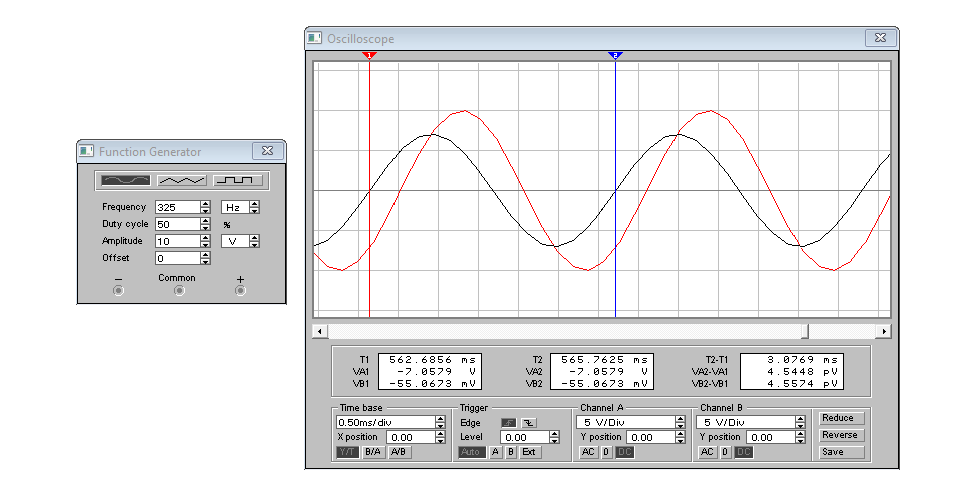 Oscilloscope
1 2
Function Generator
Frequency 325 Hz
Duty cycle 50 %
Amplitude 10 V
Offset 0
− Common +
T1 562.6856 ms T2 565.7625 ms T2-T1 3.0769 ms
VA1 -7.0579 V VA2 -7.0579 V VA2-VA1 4.5448 pV
VB1 -55.0673 mV VB2 -55.0673 mV VB2-VB1 4.5574 pV
Time base Trigger Channel A Channel B
0.50ms/div Edge 5 V/Div 5 V/Div Reduce
X position 0.00 Level 0.00 Y position 0.00 Y position 0.00 Reverse
Y/T B/A A/B Auto A B Ext AC 0 DC AC 0 DC Save